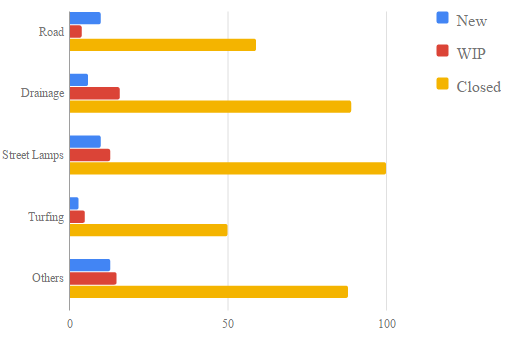 Road
Drainage
Street Lamps
Turfing
Others
0 50 100
New
WIP
Closed